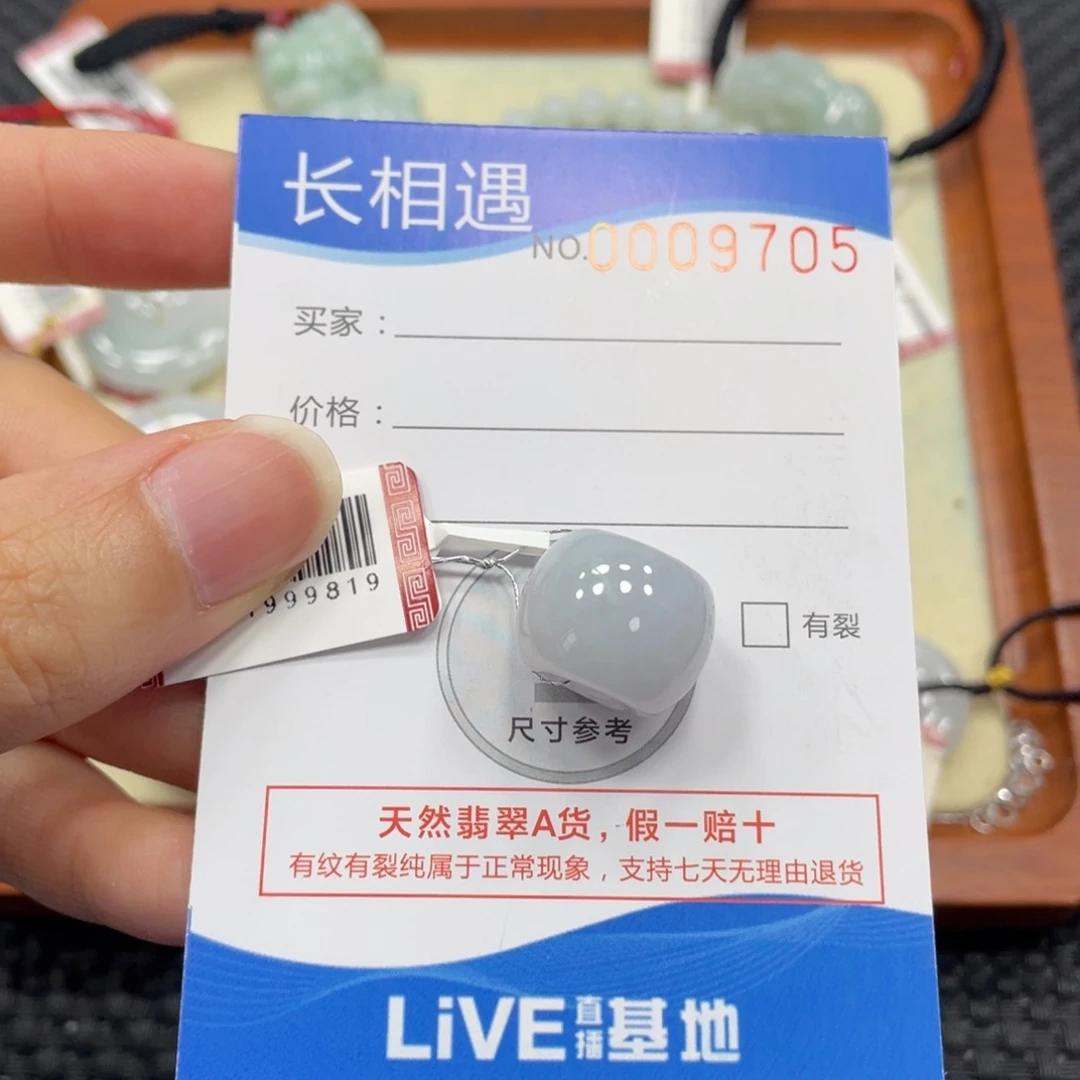 长相遇
NO.0009705
买家：
价格：
1999819
有裂
尺寸参考
天然翡翠A货，假一赔十
有纹有裂纯属于正常现象，支持七天无理由退货
LiVE直播基地